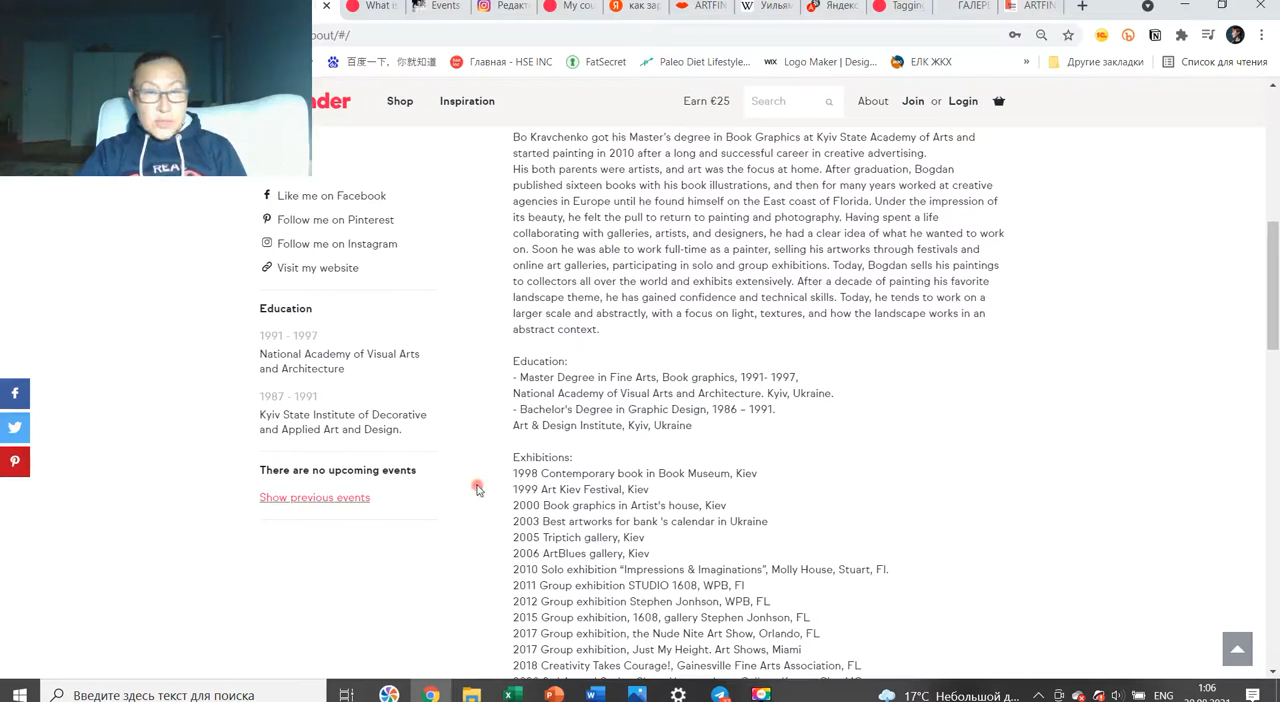 What is
Events
Редакт
My cou
как зар
ARTFIN
Уильям
Яндекс
Tagging
ГАЛЕРЕ
ARTFIN
bout/#/
百度一下，你就知道
Главная - HSE INC
FatSecret
Paleo Diet Lifestyle...
WIX
Logo Maker | Desig...
ЕЛК ЖКХ
»
Другие закладки
Список для чтения
nder
Shop
Inspiration
Earn €25
Search
About
Join or Login
REAL
Like me on Facebook
Follow me on Pinterest
Follow me on Instagram
Visit my website
Education
1991 - 1997
National Academy of Visual Arts
and Architecture
1987 - 1991
Kyiv State Institute of Decorative
and Applied Art and Design.
There are no upcoming events
Show previous events
Bo Kravchenko got his Master's degree in Book Graphics at Kyiv State Academy of Arts and
started painting in 2010 after a long and successful career in creative advertising.
His both parents were artists, and art was the focus at home. After graduation, Bogdan
published sixteen books with his book illustrations, and then for many years worked at creative
agencies in Europe until he found himself on the East coast of Florida. Under the impression of
its beauty, he felt the pull to return to painting and photography. Having spent a life
collaborating with galleries, artists, and designers, he had a clear idea of what he wanted to work
on. Soon he was able to work full-time as a painter, selling his artworks through festivals and
online art galleries, participating in solo and group exhibitions. Today, Bogdan sells his paintings
to collectors all over the world and exhibits extensively. After a decade of painting his favorite
landscape theme, he has gained confidence and technical skills. Today, he tends to work on a
larger scale and abstractly, with a focus on light, textures, and how the landscape works in an
abstract context.
Education:
- Master Degree in Fine Arts, Book graphics, 1991- 1997,
National Academy of Visual Arts and Architecture. Kyiv, Ukraine.
- Bachelor's Degree in Graphic Design, 1986 – 1991.
Art & Design Institute, Kyiv, Ukraine
Exhibitions:
1998 Contemporary book in Book Museum, Kiev
1999 Art Kiev Festival, Kiev
2000 Book graphics in Artist's house, Kiev
2003 Best artworks for bank 's calendar in Ukraine
2005 Triptich gallery, Kiev
2006 ArtBlues gallery, Kiev
2010 Solo exhibition "Impressions & Imaginations", Molly House, Stuart, Fl.
2011 Group exhibition STUDIO 1608, WPB, Fl
2012 Group exhibition Stephen Jonhson, WPB, FL
2015 Group exhibition, 1608, gallery Stephen Jonhson, FL
2017 Group exhibition, the Nude Nite Art Show, Orlando, FL
2017 Group exhibition, Just My Height. Art Shows, Miami
2018 Creativity Takes Courage!, Gainesville Fine Arts Association, FL
Введите здесь текст для поиска
17°C Небольшой д...
ENG
1:06